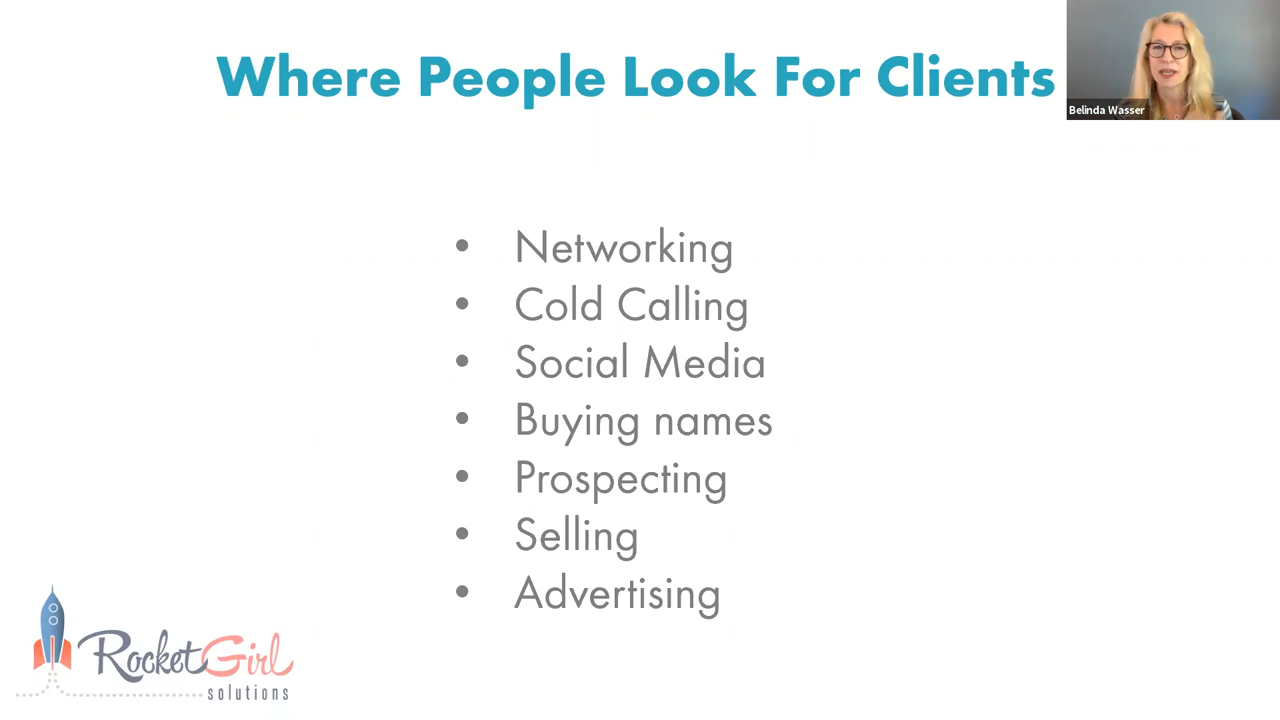 Where People Look For Clients
Belinda Wasser
• Networking
• Cold Calling
• Social Media
• Buying names
• Prospecting
• Selling
• Advertising
RocketGirl
solutions